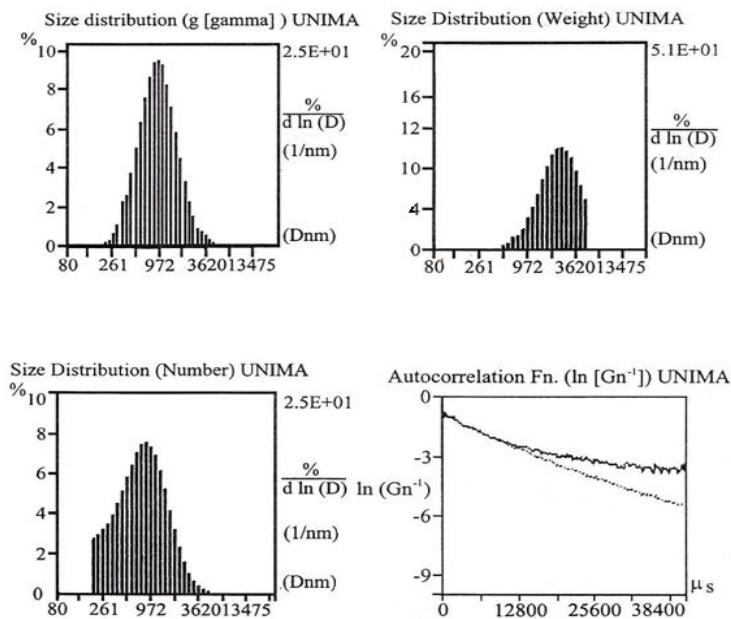 Size distribution (g [gamma] ) UNIMA
%
10
8
6
4
2
0
80 261 972 362013475
2.5E+01
%
d ln (D)
(1/nm)
(Dnm)
Size Distribution (Weight) UNIMA
%
20
16
12
10
4
0
80 261 972 362013475
5.1E+01
%
d ln (D)
(1/nm)
(Dnm)
Size Distribution (Number) UNIMA
%
10
8
6
4
2
0
80 261 972 362013475
2.5E+01
%
d ln (D)
(1/nm)
(Dnm)
Autocorrelation Fn. (ln [Gn⁻¹]) UNIMA
ln (Gn⁻¹)
0
-3
-6
-9
0 12800 25600 38400
μs